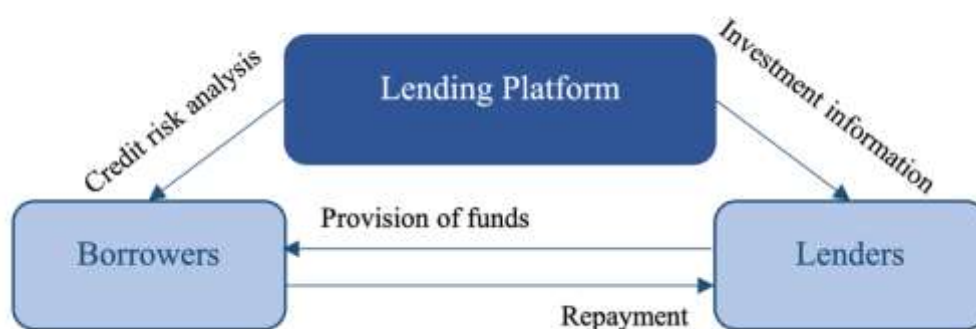 Lending Platform
Credit risk analysis
Investment information
Provision of funds
Borrowers
Lenders
Repayment